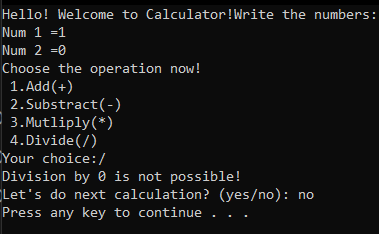 Hello! Welcome to Calculator!Write the numbers:
Num 1 =1
Num 2 =0
Choose the operation now!
1.Add(+)
2.Substract(-)
3.Mutliply(*)
4.Divide(/)
Your choice:/
Division by 0 is not possible!
Let's do next calculation? (yes/no): no
Press any key to continue . . .